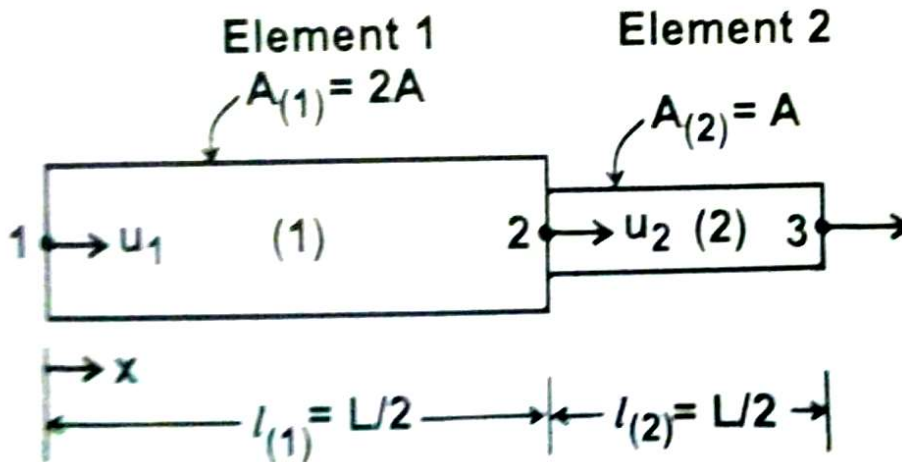 Element 1
Element 2
A(1) = 2A
A(2) = A
1 u1 (1) 2 u2 (2) 3
x
l(1) = L/2 l(2) = L/2